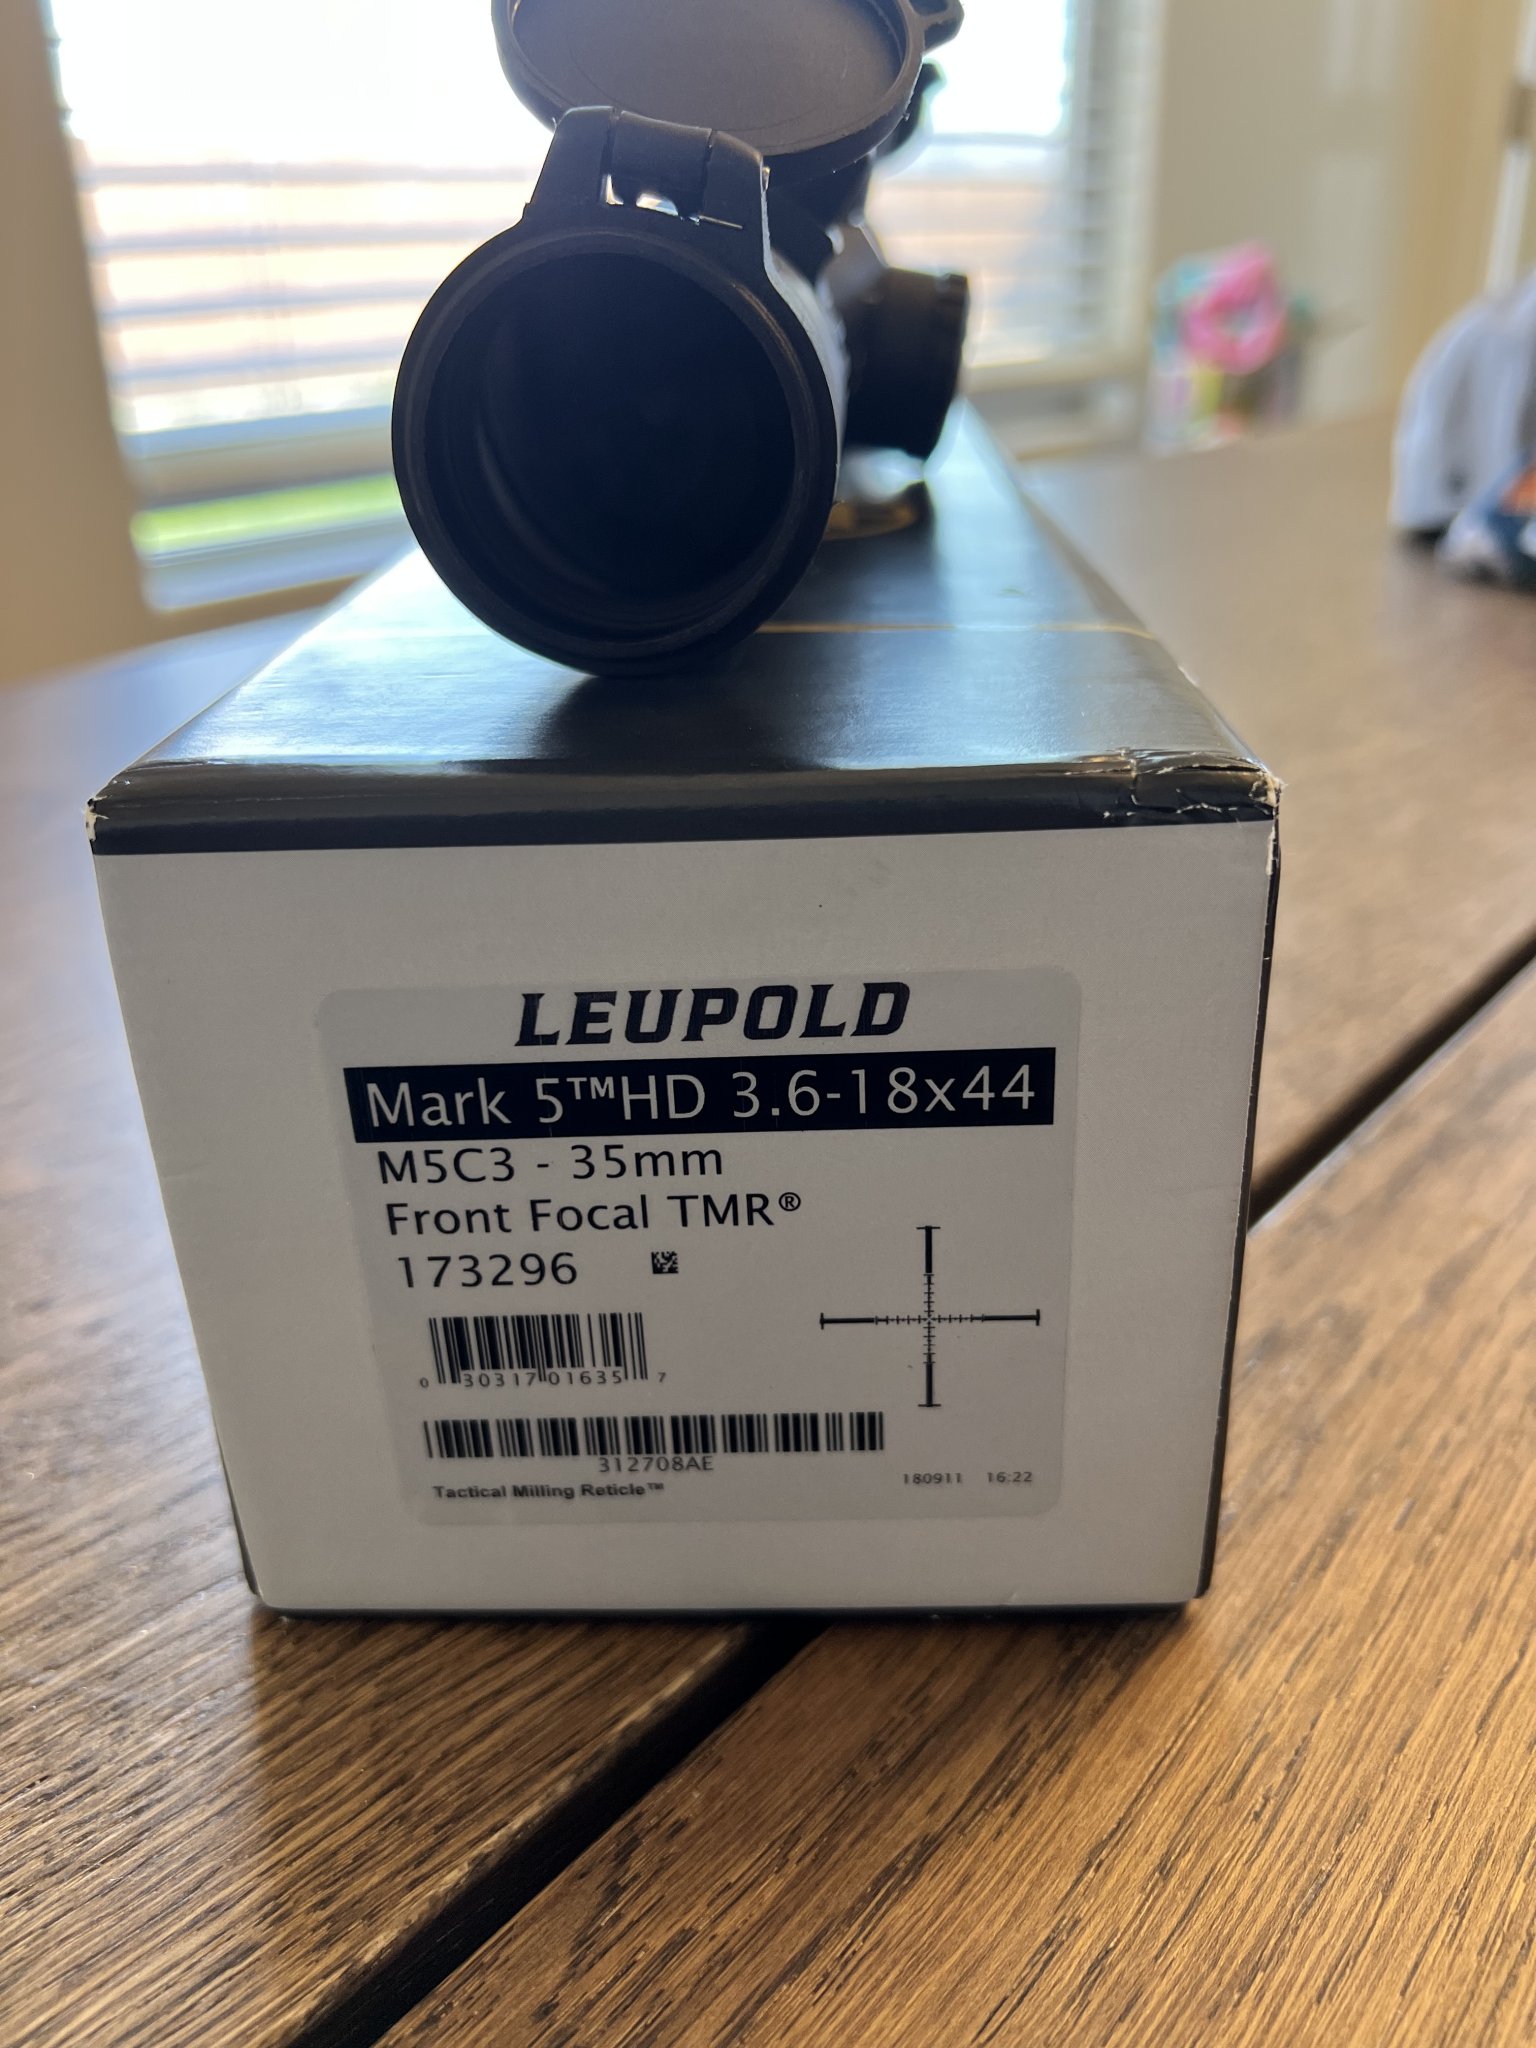 LEUPOLD
Mark 5™HD 3.6-18x44
M5C3 - 35mm
Front Focal TMR®
173296
0 30317 01635 7
312708AE
Tactical Milling Reticle™
180911 16:22